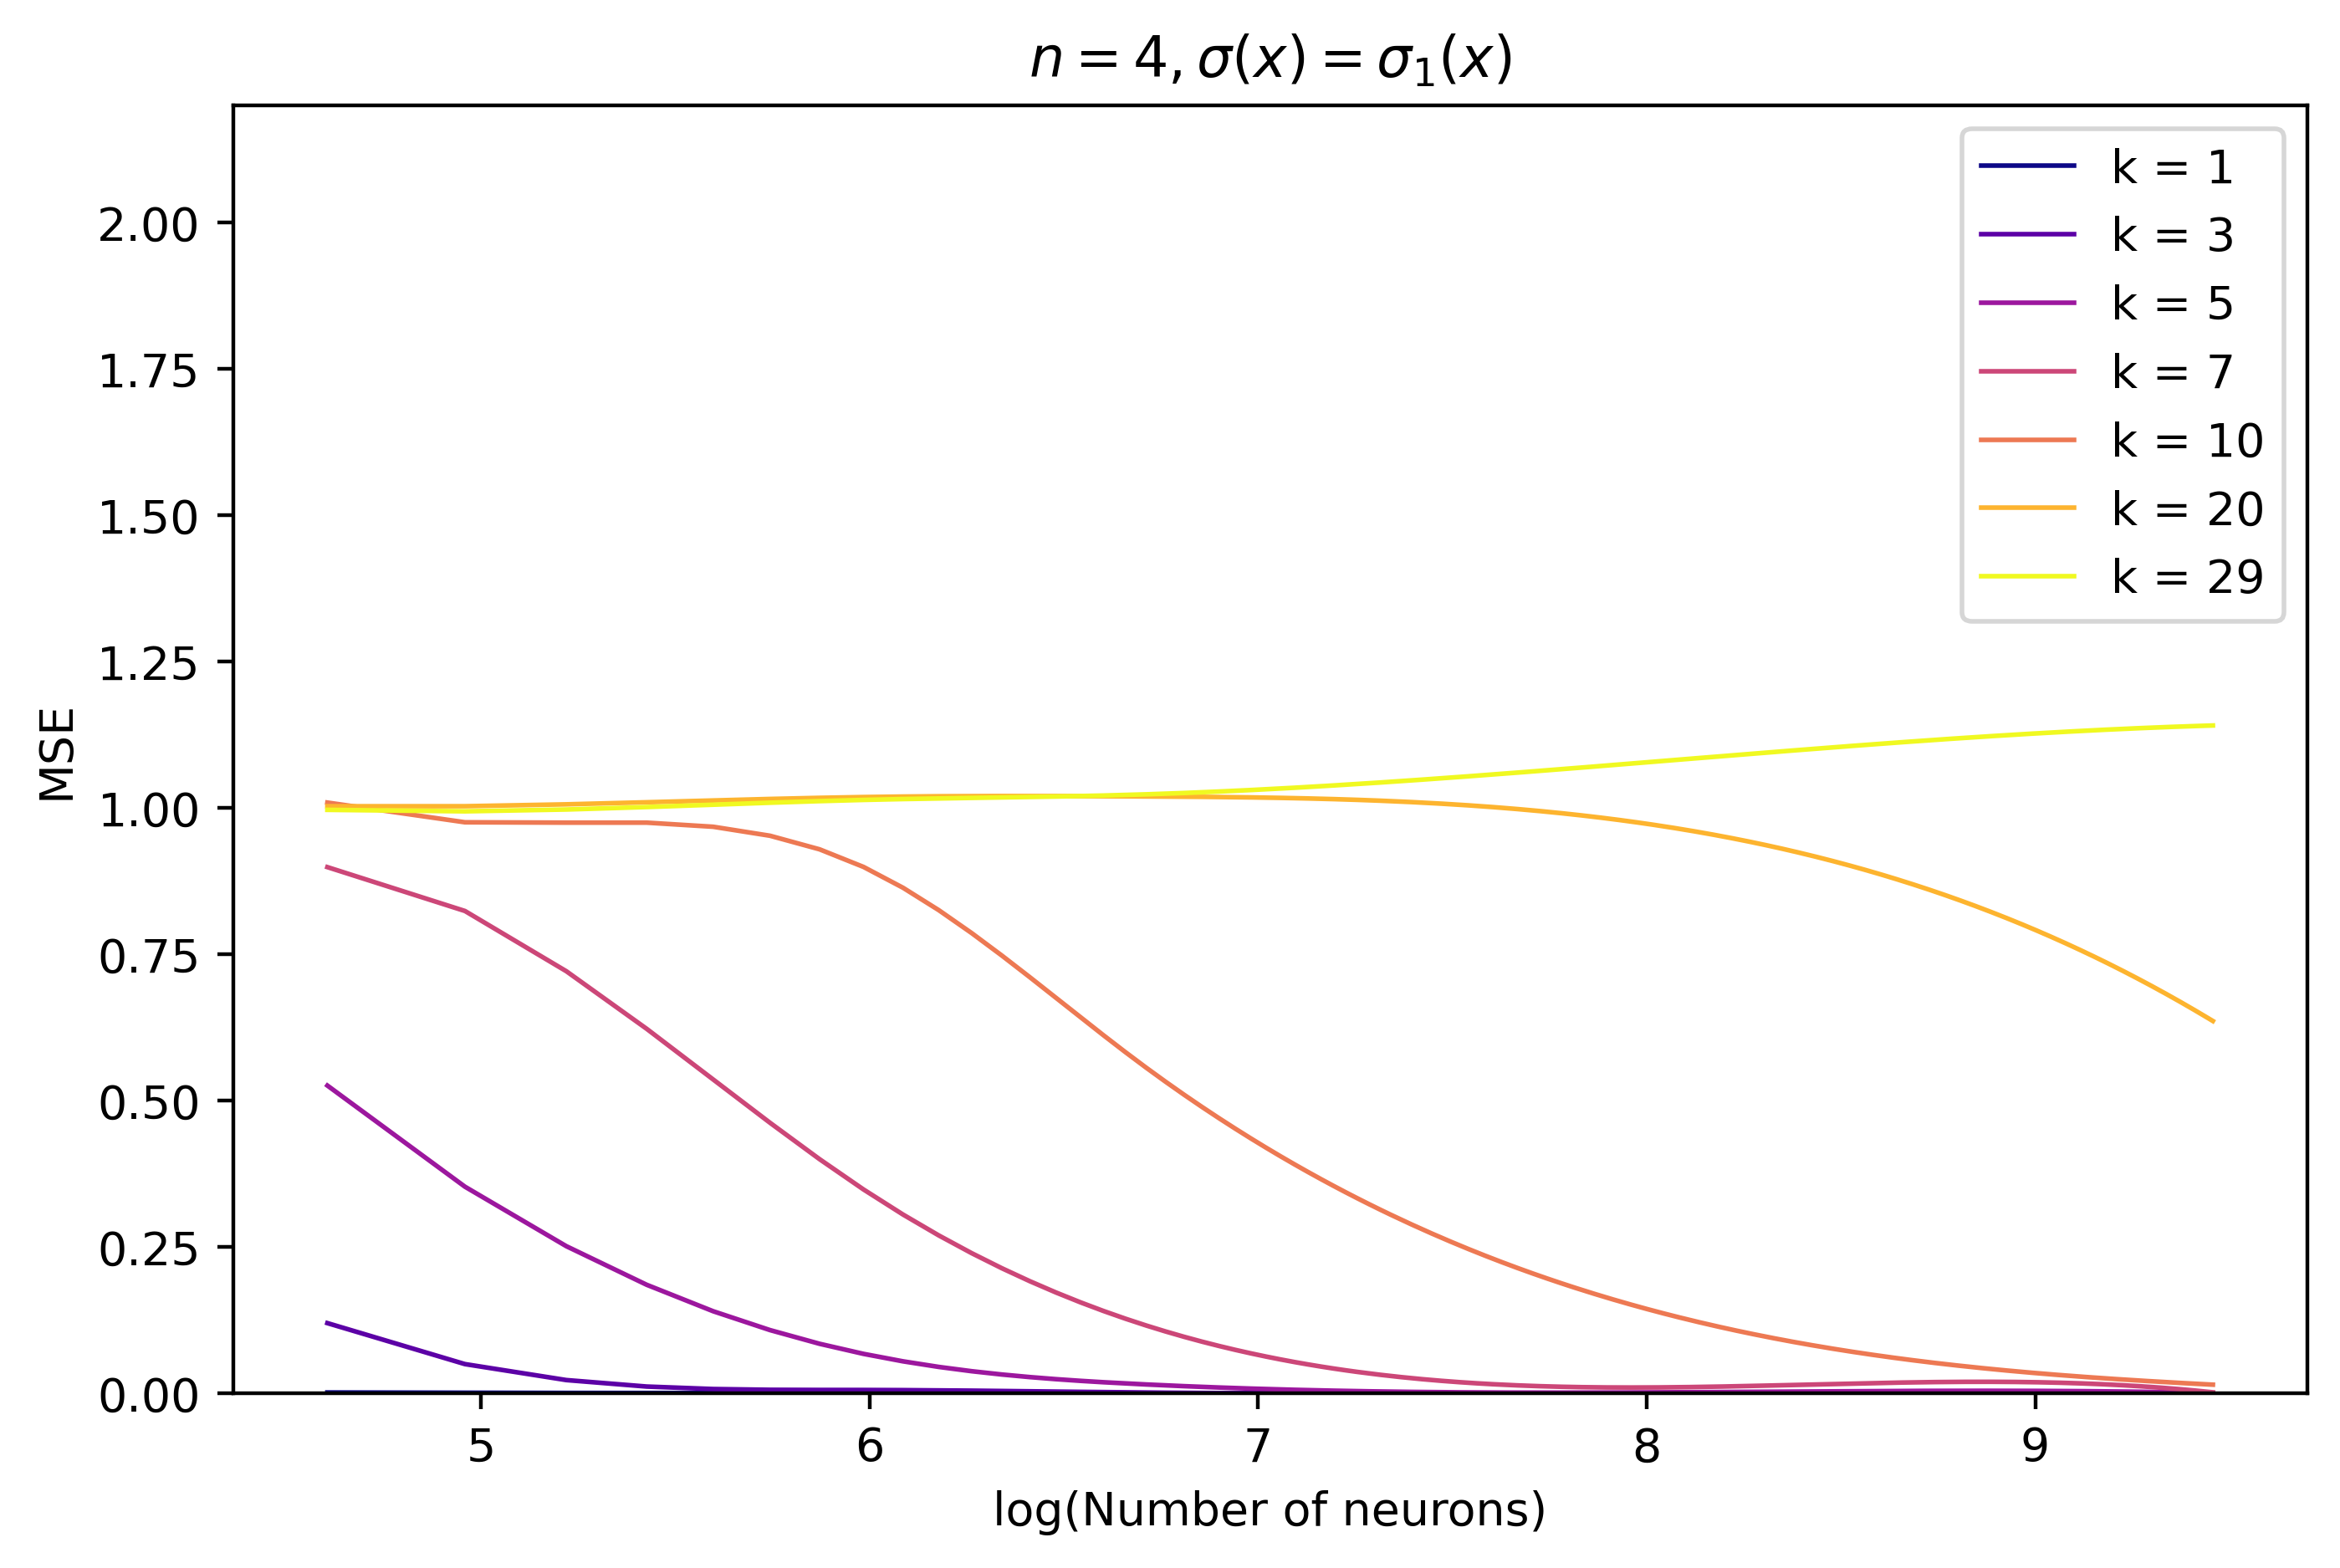 n = 4, σ(x) = σ₁(x)
k = 1
k = 3
k = 5
k = 7
k = 10
k = 20
k = 29
2.00
1.75
1.50
1.25
1.00
0.75
0.50
0.25
0.00
MSE
5 6 7 8 9
log(Number of neurons)